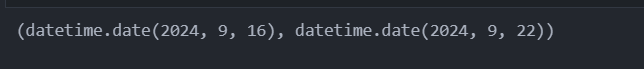 (datetime.date(2024, 9, 16), datetime.date(2024, 9, 22))